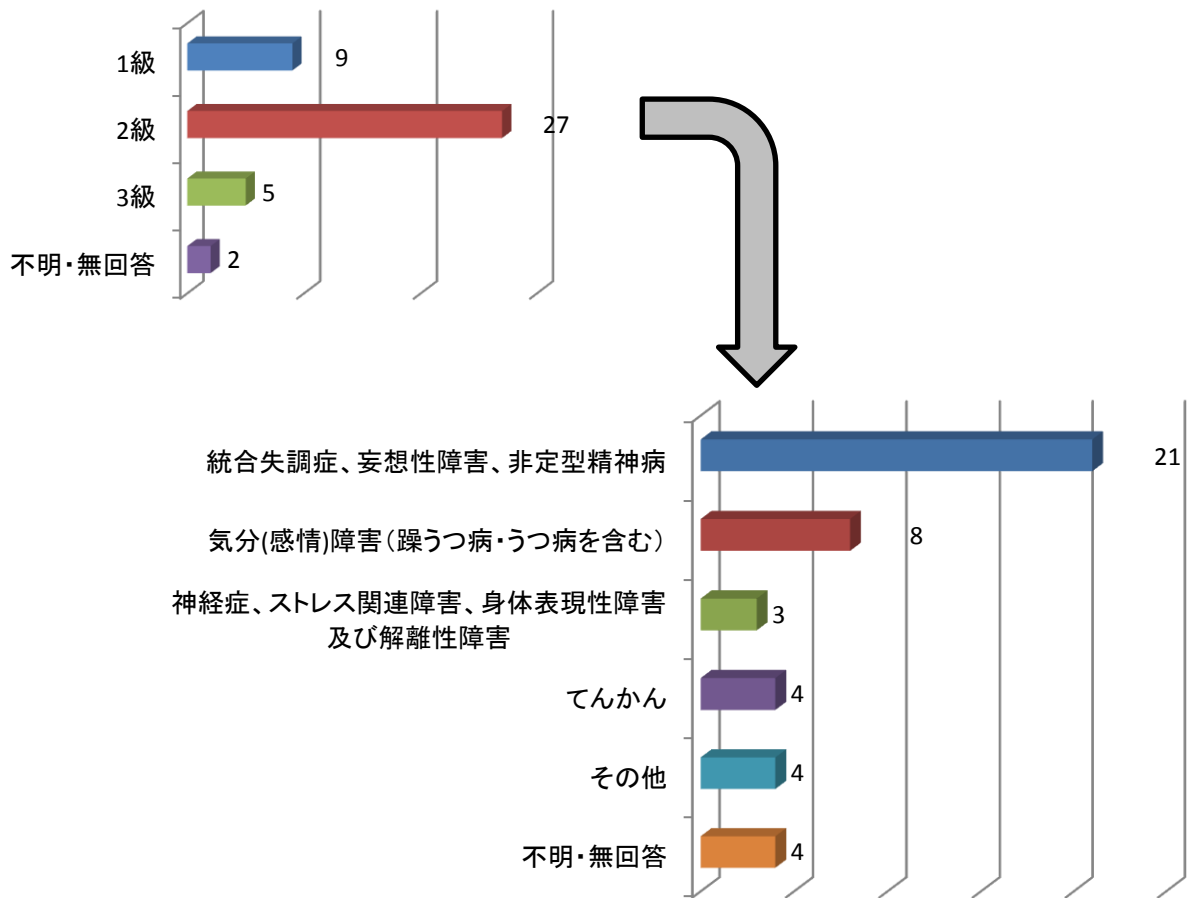 1級 9
2級 27
3級 5
不明・無回答 2
統合失調症、妄想性障害、非定型精神病 21
気分(感情)障害(躁うつ病・うつ病を含む) 8
神経症、ストレス関連障害、身体表現性障害
及び解離性障害 3
てんかん 4
その他 4
不明・無回答 4